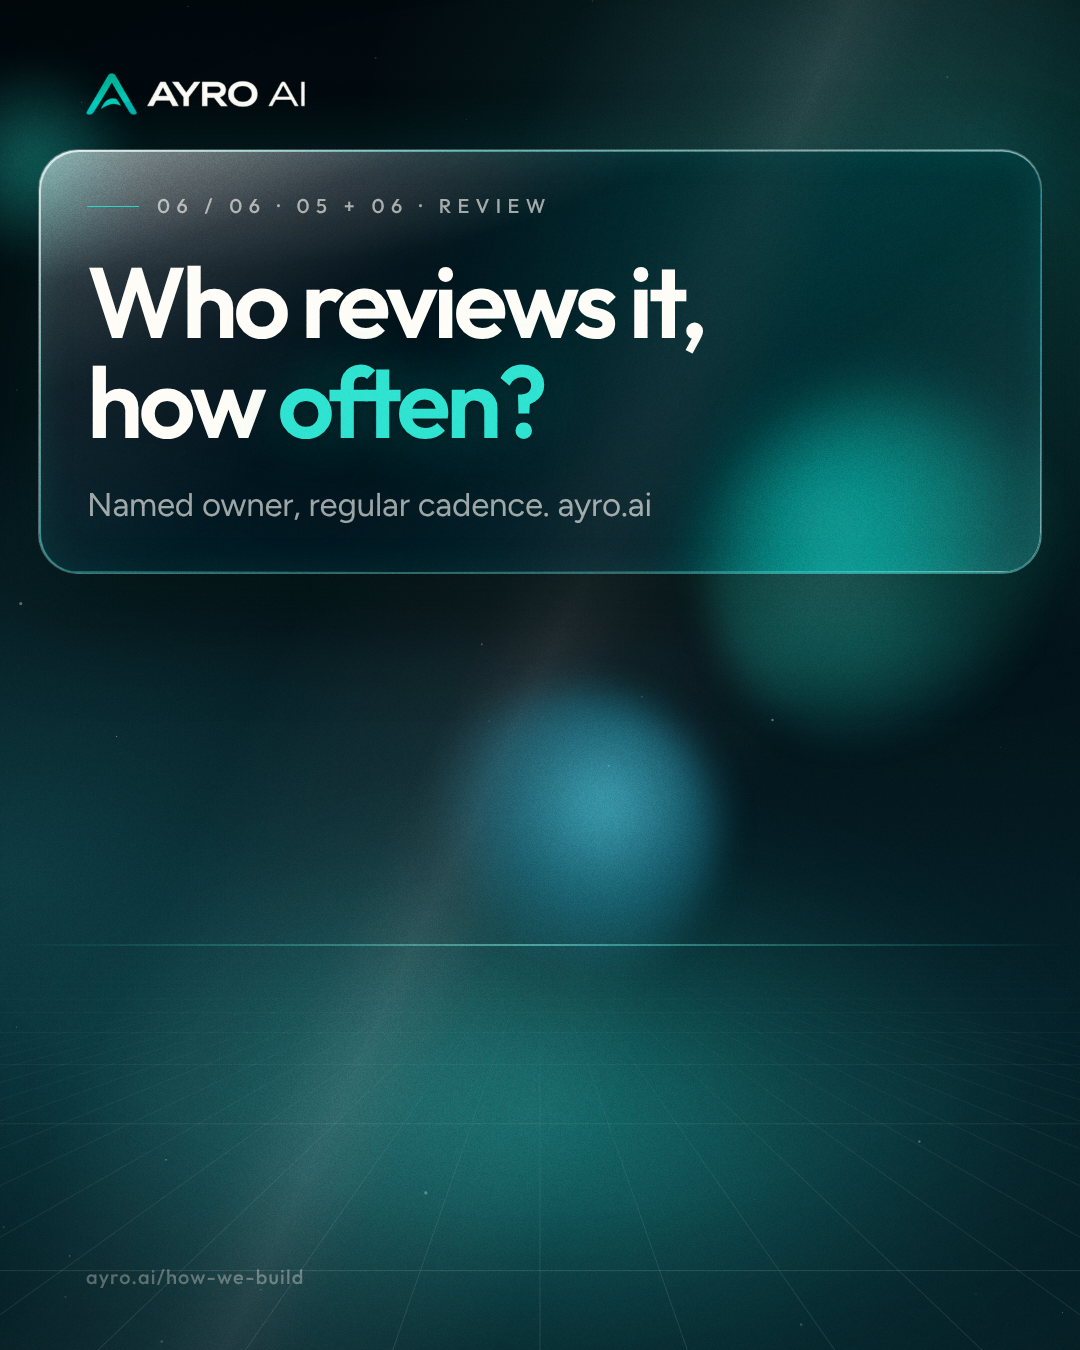 AYRO AI
06 / 06 · 05 + 06 · REVIEW
Who reviews it,
how often?
Named owner, regular cadence. ayro.ai
ayro.ai/how-we-build